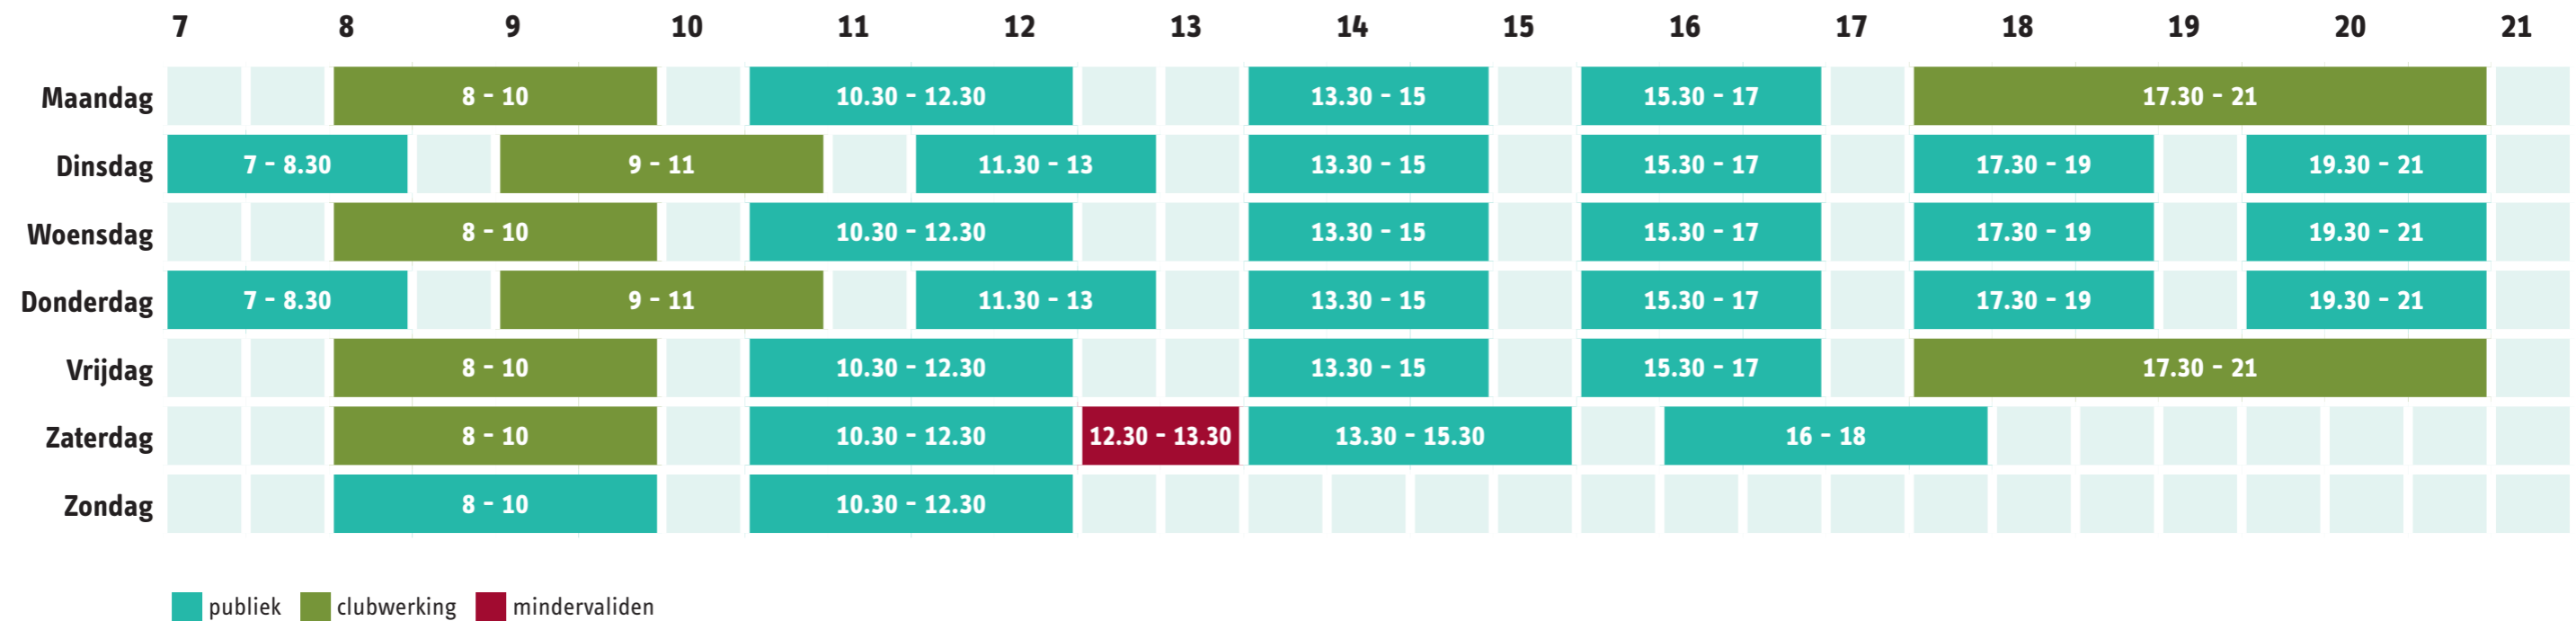 7 8 9 10 11 12 13 14 15 16 17 18 19 20 21
Maandag 8 - 10 10.30 - 12.30 13.30 - 15 15.30 - 17 17.30 - 21
Dinsdag 7 - 8.30 9 - 11 11.30 - 13 13.30 - 15 15.30 - 17 17.30 - 19 19.30 - 21
Woensdag 8 - 10 10.30 - 12.30 13.30 - 15 15.30 - 17 17.30 - 19 19.30 - 21
Donderdag 7 - 8.30 9 - 11 11.30 - 13 13.30 - 15 15.30 - 17 17.30 - 19 19.30 - 21
Vrijdag 8 - 10 10.30 - 12.30 13.30 - 15 15.30 - 17 17.30 - 21
Zaterdag 8 - 10 10.30 - 12.30 12.30 - 13.30 13.30 - 15.30 16 - 18
Zondag 8 - 10 10.30 - 12.30
publiek clubwerking mindervaliden